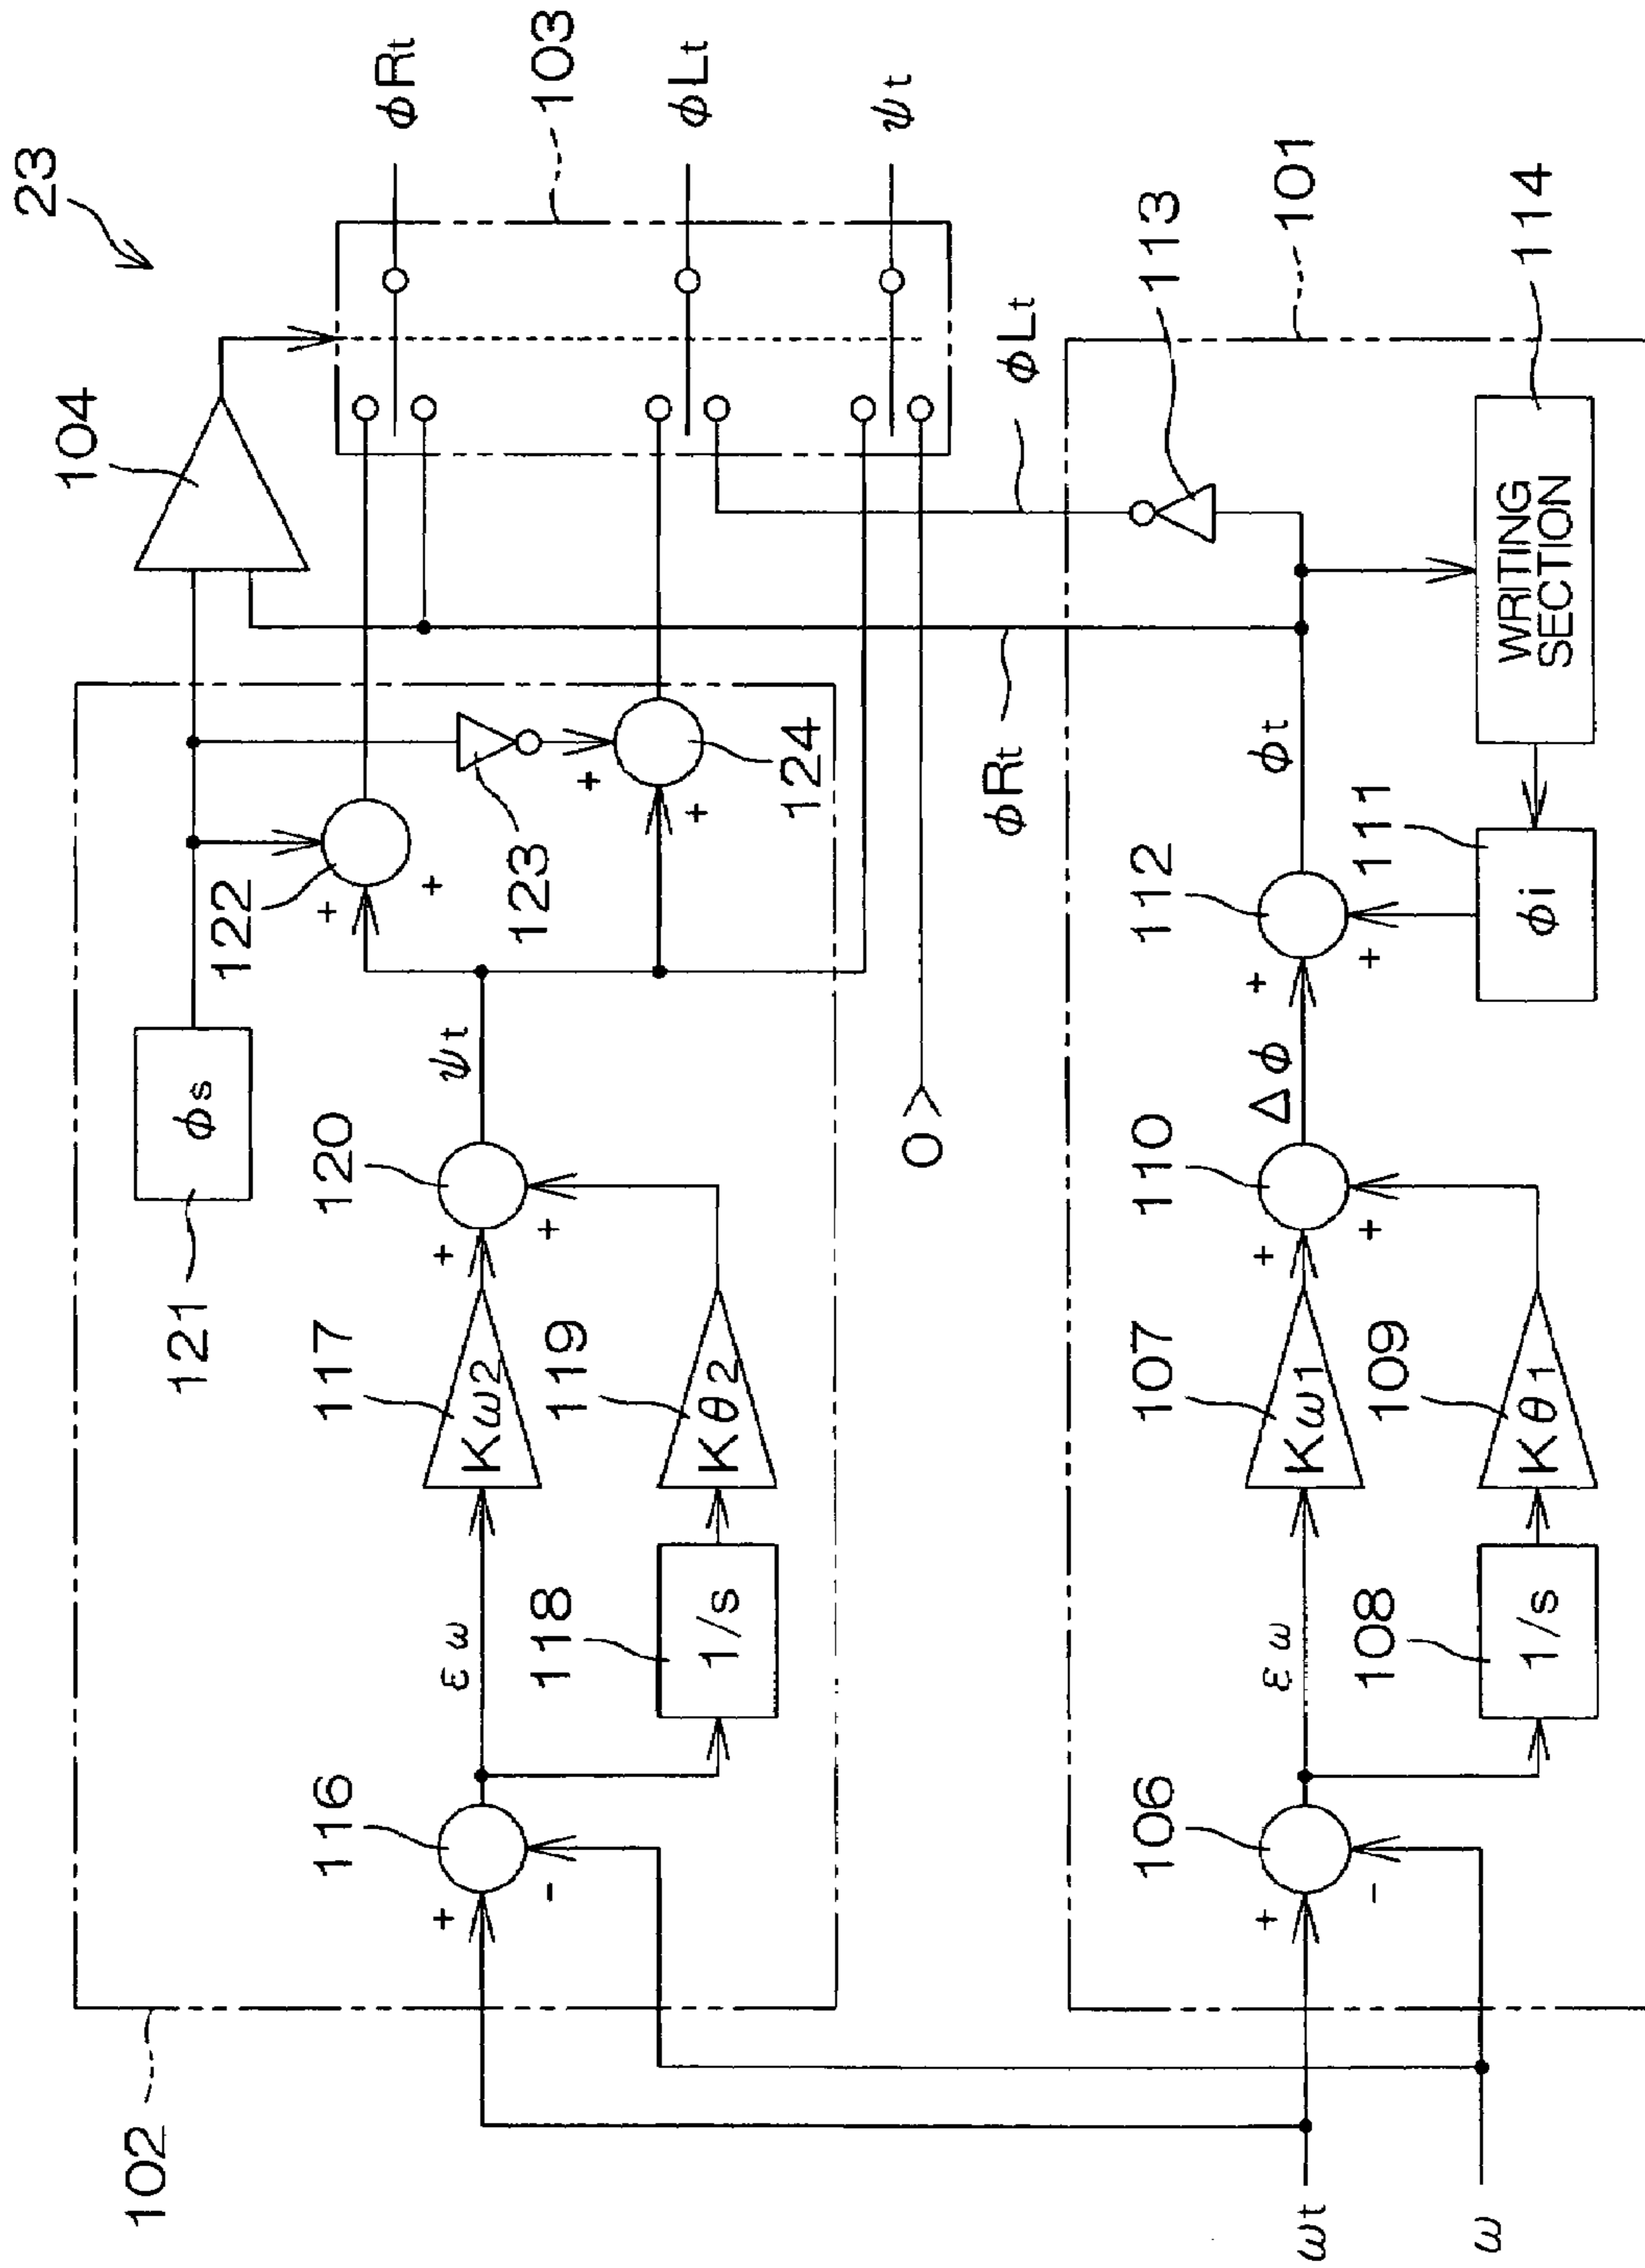 23
104
103
φRt
φLt
ψt
102
121
φs
122
+
+
123
+
+
124
116
+
-
εω
117
Kω2
118
1/s
119
Kθ2
120
+
+
ψt
0
φRt
φLt
113
101
106
+
-
εω
107
Kω1
108
1/s
109
Kθ1
110
+
+
Δφ
112
+
+
φt
111
φi
114
WRITING
SECTION
ωt
ω